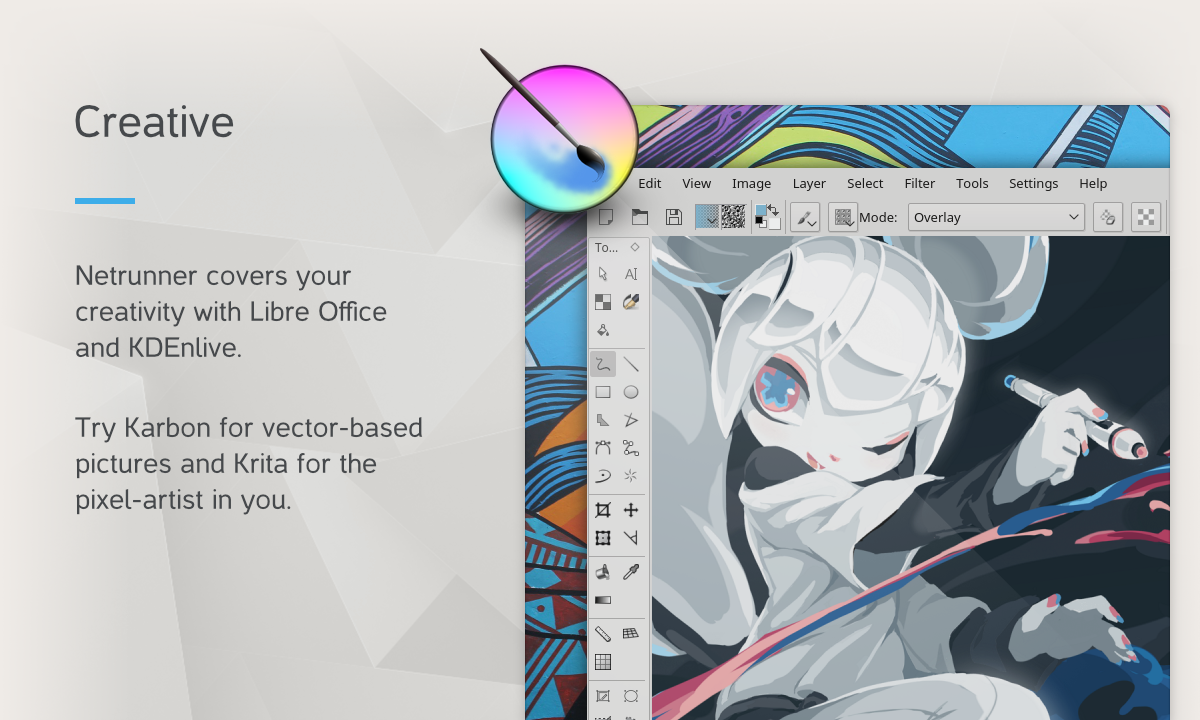 Creative
Netrunner covers your
creativity with Libre Office
and KDEnlive.
Try Karbon for vector-based
pictures and Krita for the
pixel-artist in you.
Edit View Image Layer Select Filter Tools Settings Help
Mode: Overlay
To...
AI